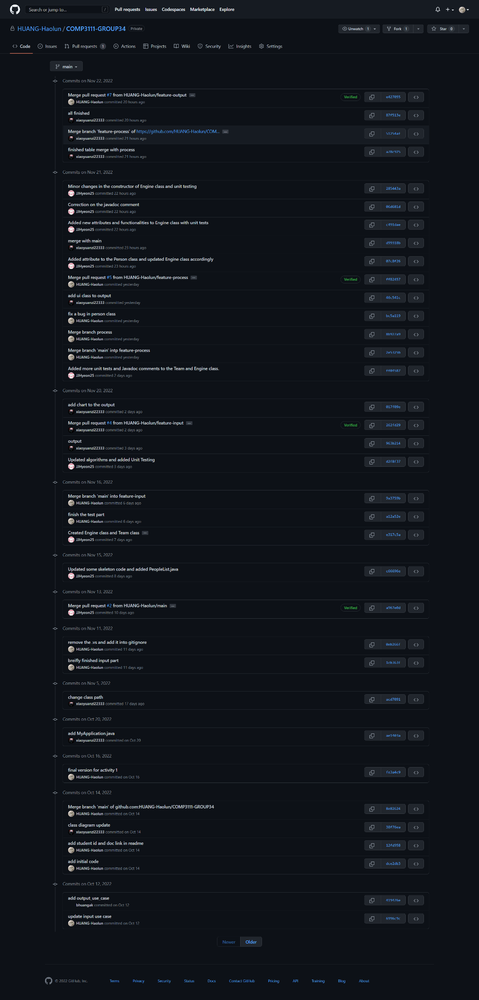 Search or jump to... /
Pull requests Issues Codespaces Marketplace Explore
HUANG-Haolun / COMP3111-GROUP34 Private
Unwatch 1 Fork 1 Star 0
Code Issues Pull requests 1 Actions Projects Wiki Security Insights Settings
main
Commits on Nov 22, 2022
Merge pull request #7 from HUANG-Haolun/feature-output ...
Verified e427055
HUANG-Haolun committed 20 hours ago
all finished
87f513e
xiaoyuanzi22333 committed 20 hours ago
Merge branch 'feature-process' of https://github.com/HUANG-Haolun/COM... ...
51254af
xiaoyuanzi22333 committed 21 hours ago
finished table merge with process
a78c925
xiaoyuanzi22333 committed 21 hours ago
Commits on Nov 21, 2022
Minor changes in the constructor of Engine class and unit testing
285443a
JJHyeon25 committed 22 hours ago
Correction on the javadoc comment
06d681d
JJHyeon25 committed 22 hours ago
Added new attributes and functionalities to Engine class with unit tests
c491dae
JJHyeon25 committed 22 hours ago
merge with main
d99318b
xiaoyuanzi22333 committed 23 hours ago
Added attribute to the Person class and updated Engine class accordingly
07c8f26
JJHyeon25 committed 23 hours ago
Merge pull request #5 from HUANG-Haolun/feature-process ...
Verified ff82457
HUANG-Haolun committed yesterday
add ui class to output
46c541c
xiaoyuanzi22333 committed yesterday
fix a bug in person class
bc5a119
HUANG-Haolun committed yesterday
Merge branch process
8b927a9
HUANG-Haolun committed yesterday
Merge branch 'main' intp feature-process
2e5325b
HUANG-Haolun committed yesterday
Added more unit tests and Javadoc comments to the Team and Engine class.
ff04587
JJHyeon25 committed 2 days ago
Commits on Nov 20, 2022
add chart to the output
017f09e
xiaoyuanzi22333 committed 2 days ago
Merge pull request #4 from HUANG-Haolun/feature-input ...
Verified 262fd29
xiaoyuanzi22333 committed 2 days ago
output
963b214
xiaoyuanzi22333 committed 3 days ago
Updated algorithms and added Unit Testing
d2f8f37
JJHyeon25 committed 3 days ago
Commits on Nov 16, 2022
Merge branch 'main' into feature-input
9a3759b
HUANG-Haolun committed 6 days ago
finish the test part
a12a52e
HUANG-Haolun committed 6 days ago
Created Engine class and Team class ...
e317c5a
JJHyeon25 committed 7 days ago
Commits on Nov 15, 2022
Updated some skeleton code and added PeopleList.java
c66696e
JJHyeon25 committed 8 days ago
Commits on Nov 13, 2022
Merge pull request #2 from HUANG-Haolun/main ...
Verified a967e0d
JJHyeon25 committed 10 days ago
Commits on Nov 11, 2022
remove the .vs and add it into gitignore
0eb266f
HUANG-Haolun committed 11 days ago
breifly finished input part
1cb363f
HUANG-Haolun committed 11 days ago
Commits on Nov 5, 2022
change class path
acd7091
xiaoyuanzi22333 committed 17 days ago
Commits on Oct 20, 2022
add MyApplication.java
ae1403a
xiaoyuanzi22333 committed on Oct 20
Commits on Oct 16, 2022
final version for activity 1
fe3a4c9
HUANG-Haolun committed on Oct 16
Commits on Oct 14, 2022
Merge branch 'main' of github.com:HUANG-Haolun/COMP3111-GROUP34
8e82624
HUANG-Haolun committed on Oct 14
class diagram update
38f76ea
xiaoyuanzi22333 committed on Oct 14
add student id and doc link in readme
12fd958
HUANG-Haolun committed on Oct 14
add initial code
dce2db3
HUANG-Haolun committed on Oct 14
Commits on Oct 12, 2022
add output_use_case
419476e
bhuangak committed on Oct 12
update input use case
6996c9c
HUANG-Haolun committed on Oct 12
Newer Older
© 2022 GitHub, Inc. Terms Privacy Security Status Docs Contact GitHub Pricing API Training Blog About